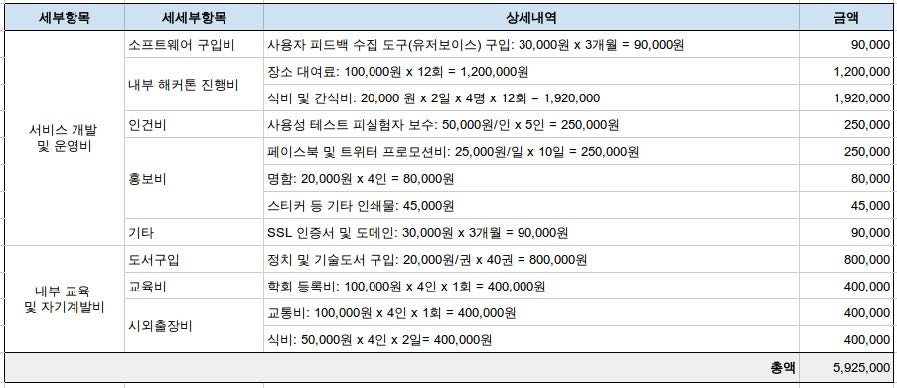 세부항목 세세부항목 상세내역 금액
소프트웨어 구입비 사용자 피드백 수집 도구(유저보이스) 구입: 30,000원 x 3개월 = 90,000원 90,000
내부 해커톤 진행비 장소 대여료: 100,000원 x 12회 = 1,200,000원 1,200,000
식비 및 간식비: 20,000 원 x 2일 x 4명 x 12회 = 1,920,000 1,920,000
서비스 개발
및 운영비
인건비 사용성 테스트 피실험자 보수: 50,000원/인 x 5인 = 250,000원 250,000
홍보비 페이스북 및 트위터 프로모션비: 25,000원/일 x 10일 = 250,000원 250,000
명함: 20,000원 x 4인 = 80,000원 80,000
스티커 등 기타 인쇄물: 45,000원 45,000
기타 SSL 인증서 및 도메인: 30,000원 x 3개월 = 90,000원 90,000
내부 교육
및 자기계발비
도서구입 정치 및 기술도서 구입: 20,000원/권 x 40권 = 800,000원 800,000
교육비 학회 등록비: 100,000원 x 4인 x 1회 = 400,000원 400,000
시외출장비 교통비: 100,000원 x 4인 x 1회 = 400,000원 400,000
식비: 50,000원 x 4인 x 2일= 400,000원 400,000
총액 5,925,000